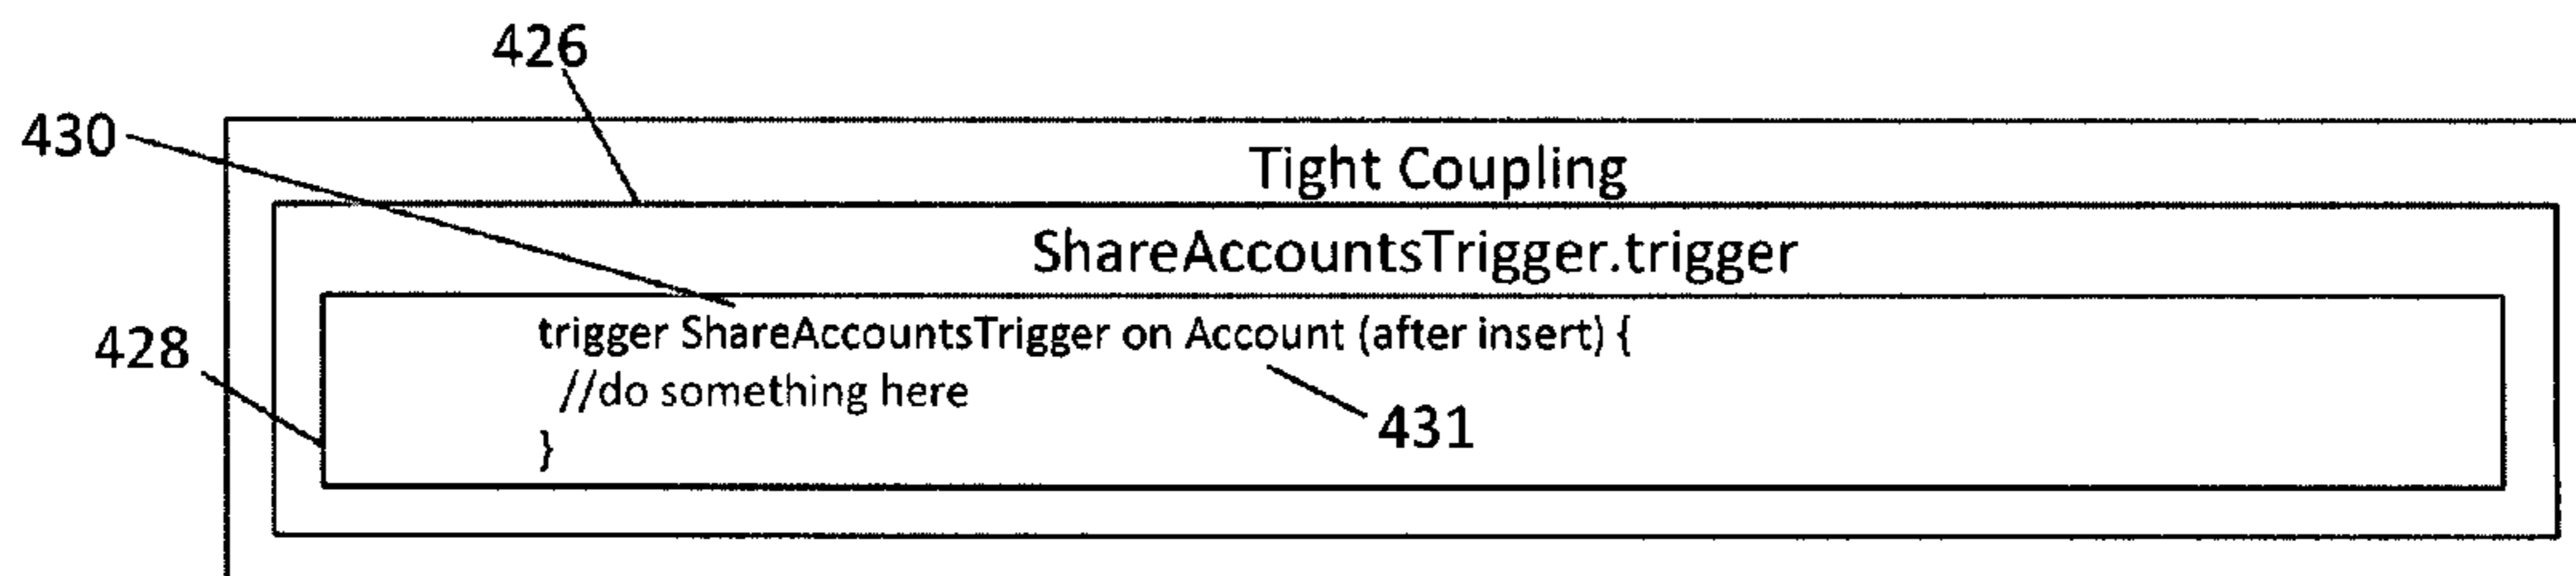 426
430
Tight Coupling
ShareAccountsTrigger.trigger
428
trigger ShareAccountsTrigger on Account (after insert) {
//do something here
}
431